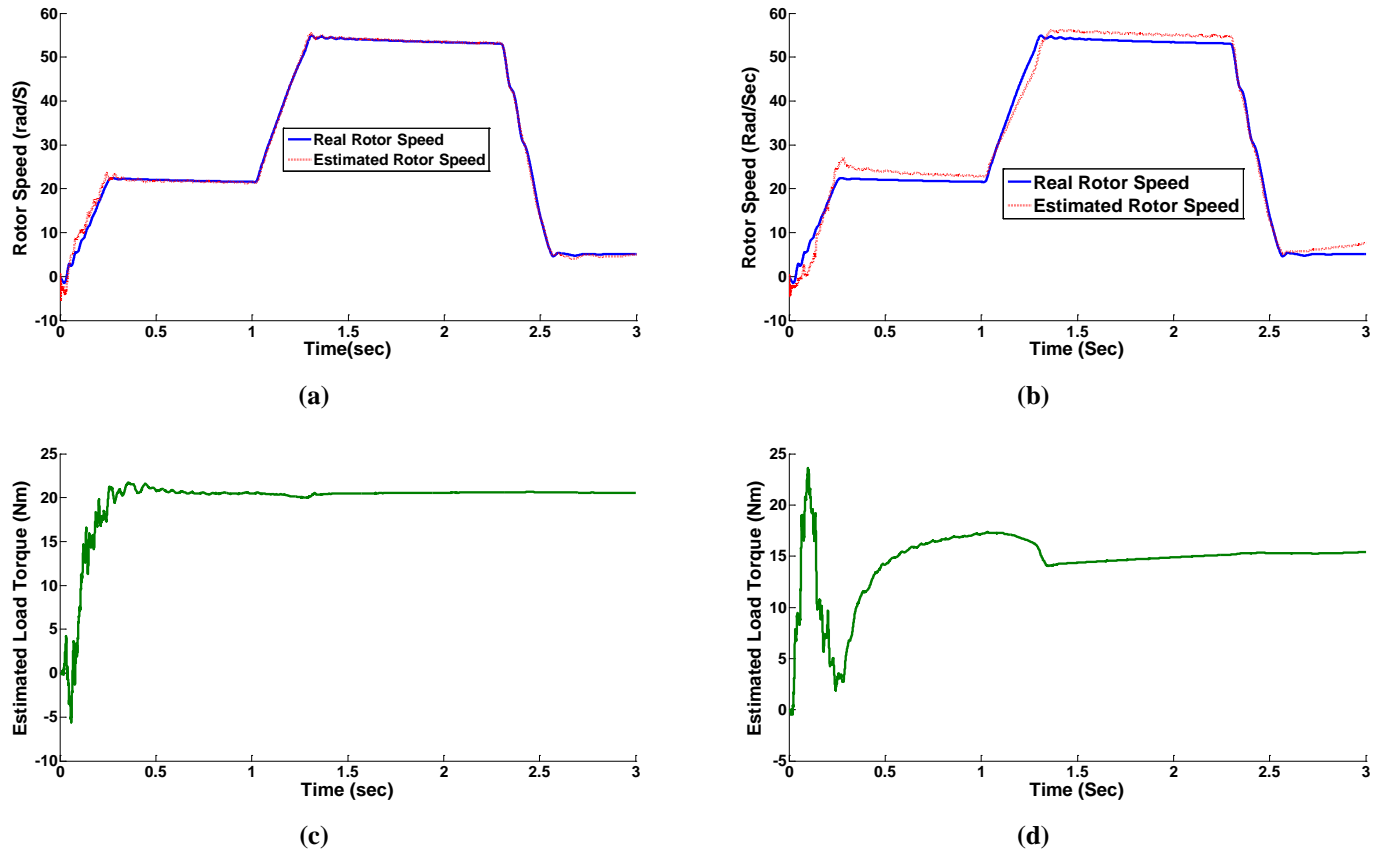 60
50
40
30
20
10
0
-10
Rotor Speed (rad/S)
Real Rotor Speed
Estimated Rotor Speed
0 0.5 1 1.5 2 2.5 3
Time(sec)
(a)
60
50
40
30
20
10
0
-10
Rotor Speed (Rad/Sec)
Real Rotor Speed
Estimated Rotor Speed
0 0.5 1 1.5 2 2.5 3
Time (Sec)
(b)
25
20
15
10
5
0
-5
-10
Estimated Load Torque (Nm)
0 0.5 1 1.5 2 2.5 3
Time (sec)
(c)
25
20
15
10
5
0
-5
Estimated Load Torque (Nm)
0 0.5 1 1.5 2 2.5 3
Time (Sec)
(d)